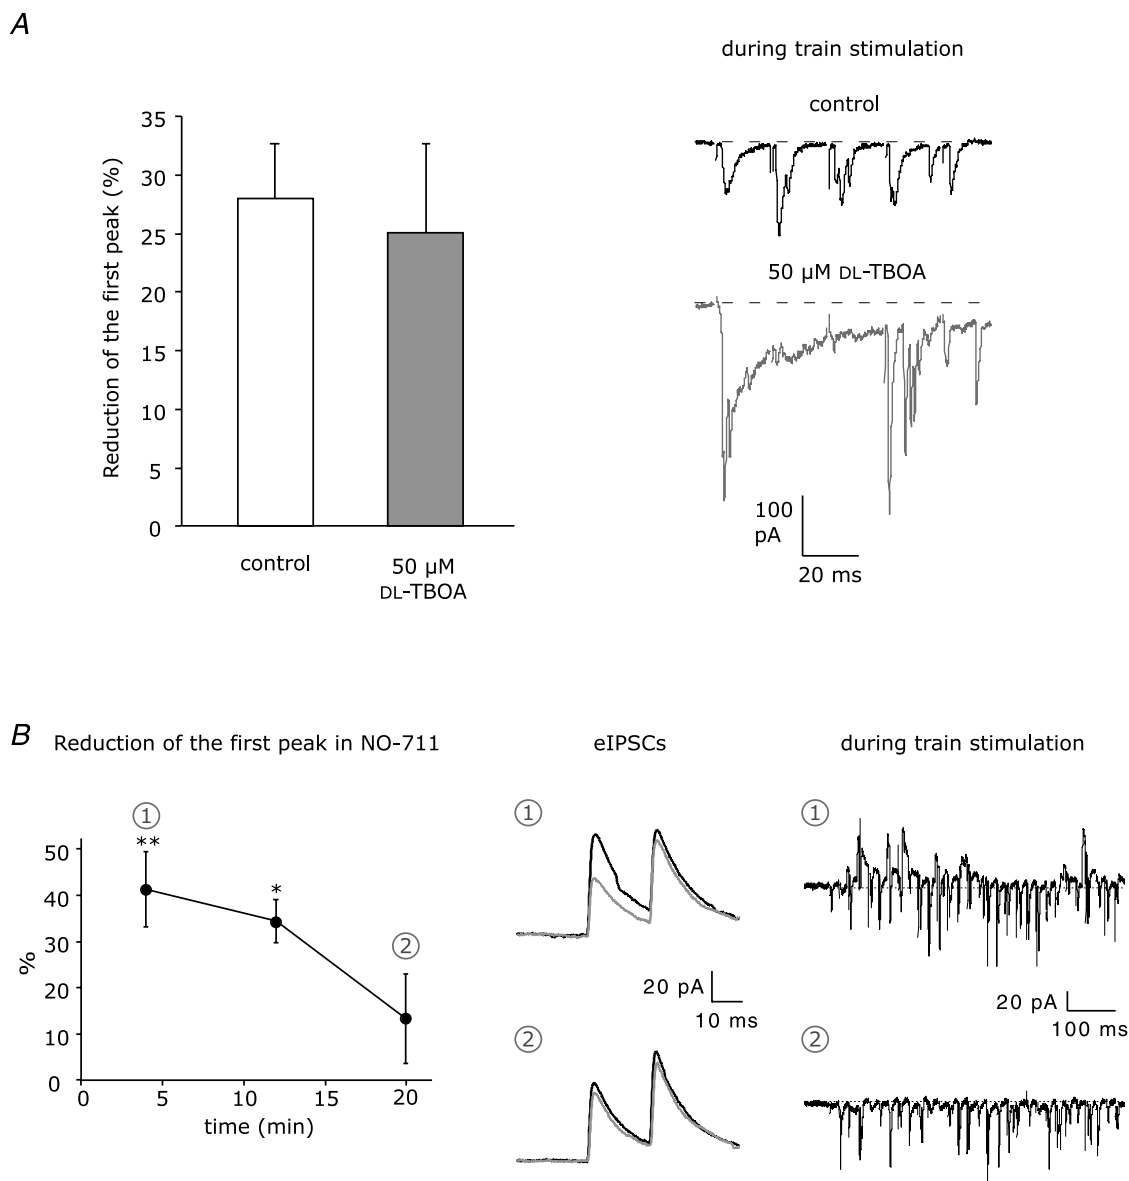 A
during train stimulation
control
35
30
25
20
15
10
5
0
Reduction of the first peak (%)
control
50 µM
DL-TBOA
50 µM DL-TBOA
100
pA
20 ms
B
Reduction of the first peak in NO-711
eIPSCs
during train stimulation
1
**
*
2
50
40
30
20
10
0
%
0
5
10
15
20
time (min)
1
20 pA
10 ms
2
1
20 pA
100 ms
2